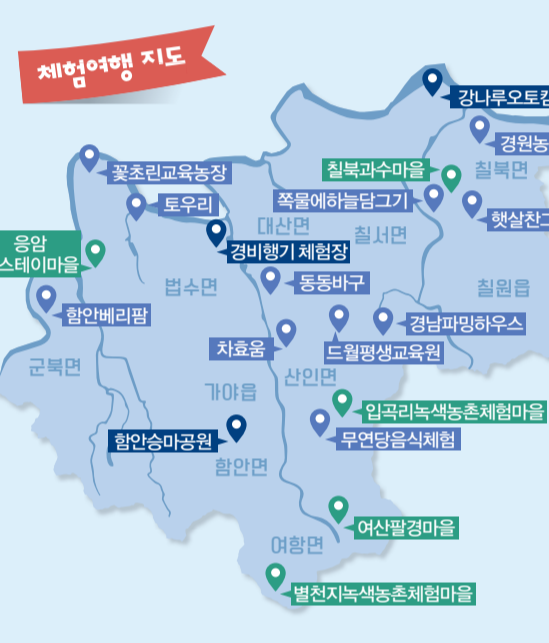 체험여행 지도
강나루오토캠
경원농
칠북면
칠북과수마을
꽃초린교육농장
쪽물에하늘담그기
토우리
햇살찬그
대산면
칠서면
응암
스테이마을
경비행기 체험장
동동바구
법수면
칠원읍
함안베리팜
경남파밍하우스
차효움
드월평생교육원
군북면
산인면
가야읍
입곡리녹색농촌체험마을
함안승마공원
무연당음식체험
함안면
여산팔경마을
여항면
별천지녹색농촌체험마을